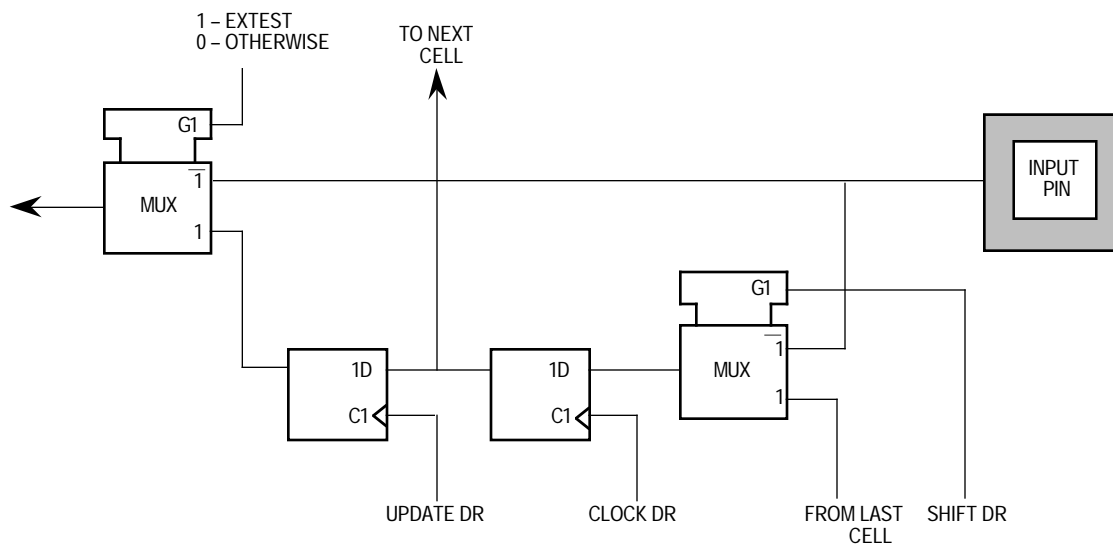 1 – EXTEST
0 – OTHERWISE
TO NEXT
CELL
G1
1
MUX
1
INPUT
PIN
G1
1
MUX
1
1D
C1
1D
C1
UPDATE DR
CLOCK DR
FROM LAST
CELL
SHIFT DR